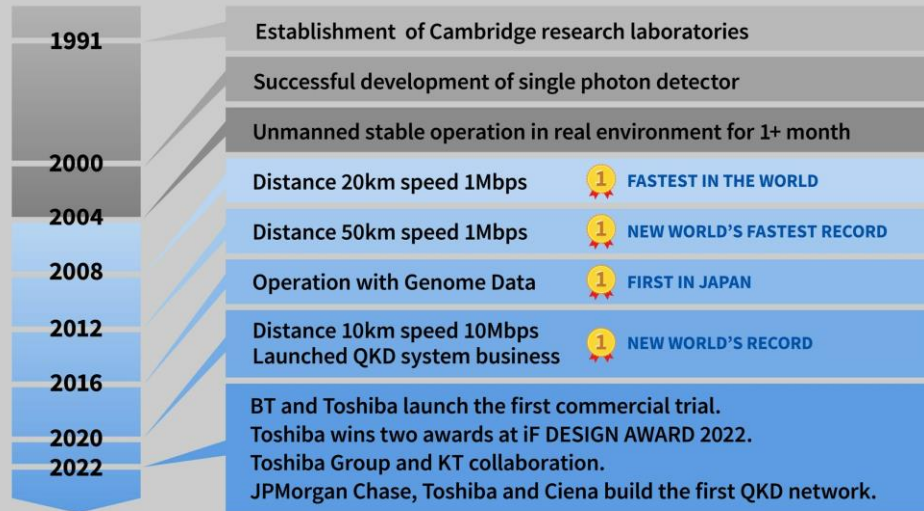 1991
Establishment of Cambridge research laboratories
Successful development of single photon detector
Unmanned stable operation in real environment for 1+ month
2000
Distance 20km speed 1Mbps 1 FASTEST IN THE WORLD
2004
Distance 50km speed 1Mbps 1 NEW WORLD'S FASTEST RECORD
2008
Operation with Genome Data 1 FIRST IN JAPAN
2012
Distance 10km speed 10Mbps
Launched QKD system business 1 NEW WORLD'S RECORD
2016
BT and Toshiba launch the first commercial trial.
2020
Toshiba wins two awards at iF DESIGN AWARD 2022.
2022
Toshiba Group and KT collaboration.
JPMorgan Chase, Toshiba and Ciena build the first QKD network.